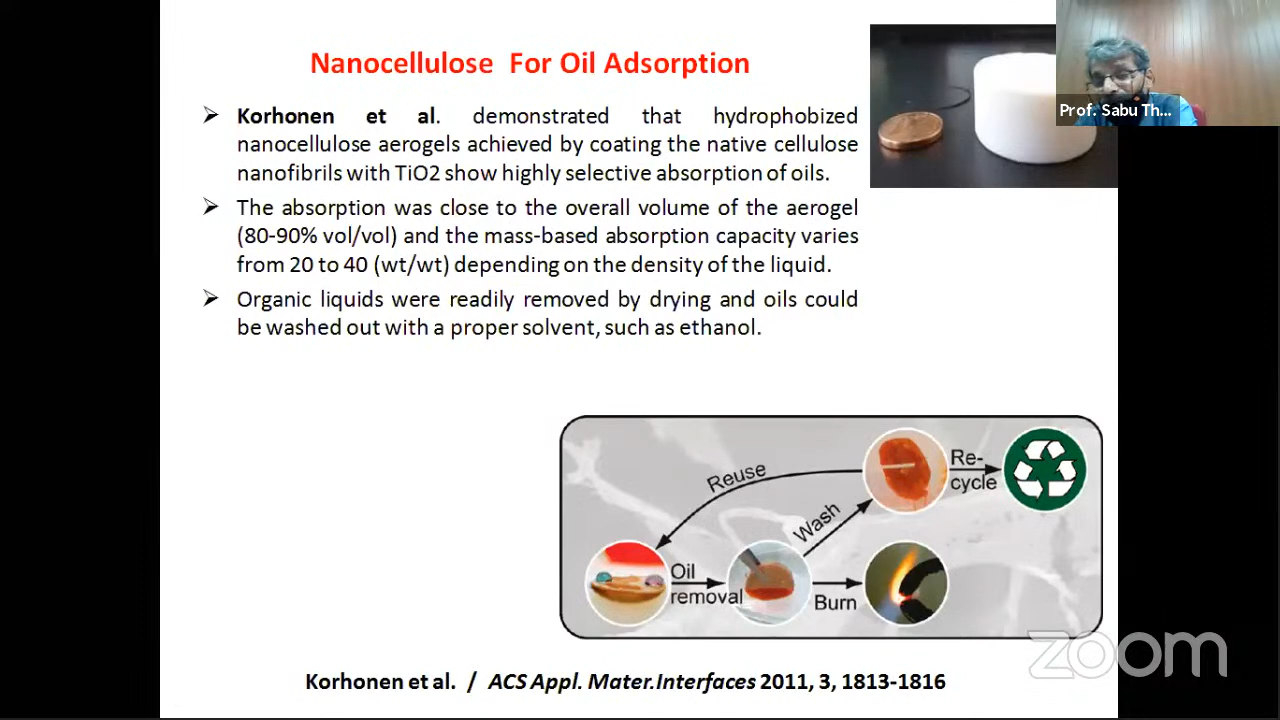 Nanocellulose For Oil Adsorption
Prof. Sabu Th...
➢ Korhonen et al. demonstrated that hydrophobized
nanocellulose aerogels achieved by coating the native cellulose
nanofibrils with TiO2 show highly selective absorption of oils.
➢ The absorption was close to the overall volume of the aerogel
(80-90% vol/vol) and the mass-based absorption capacity varies
from 20 to 40 (wt/wt) depending on the density of the liquid.
➢ Organic liquids were readily removed by drying and oils could
be washed out with a proper solvent, such as ethanol.
Reuse
Re-
cycle
Wash
Oil
removal
Burn
zoom
Korhonen et al. / ACS Appl. Mater.Interfaces 2011, 3, 1813-1816